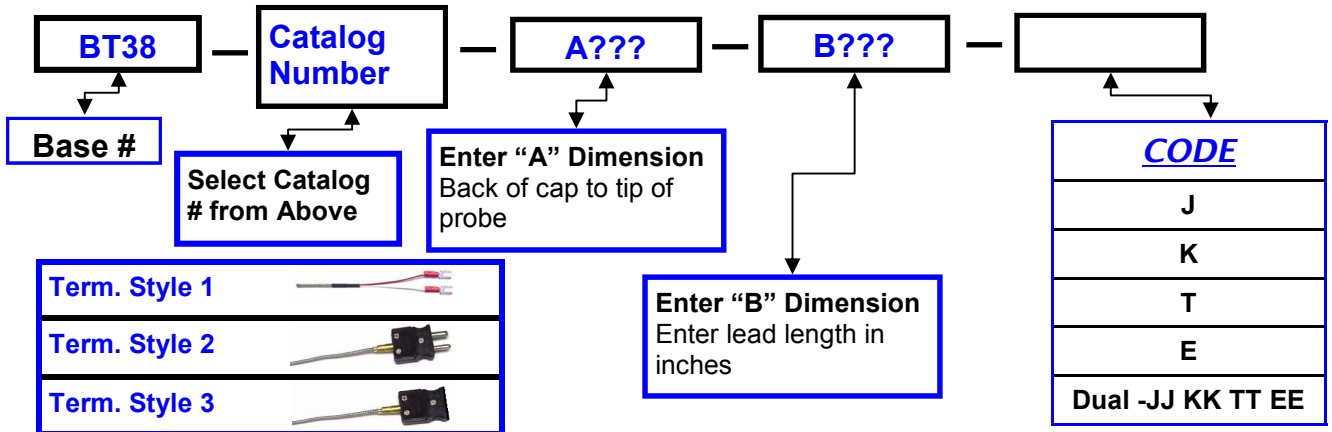 BT38
Catalog
Number
A???
B???
Base #
Select Catalog
# from Above
Enter “A” Dimension
Back of cap to tip of
probe
Enter “B” Dimension
Enter lead length in
inches
CODE
J
K
T
E
Dual -JJ KK TT EE
Term. Style 1
Term. Style 2
Term. Style 3